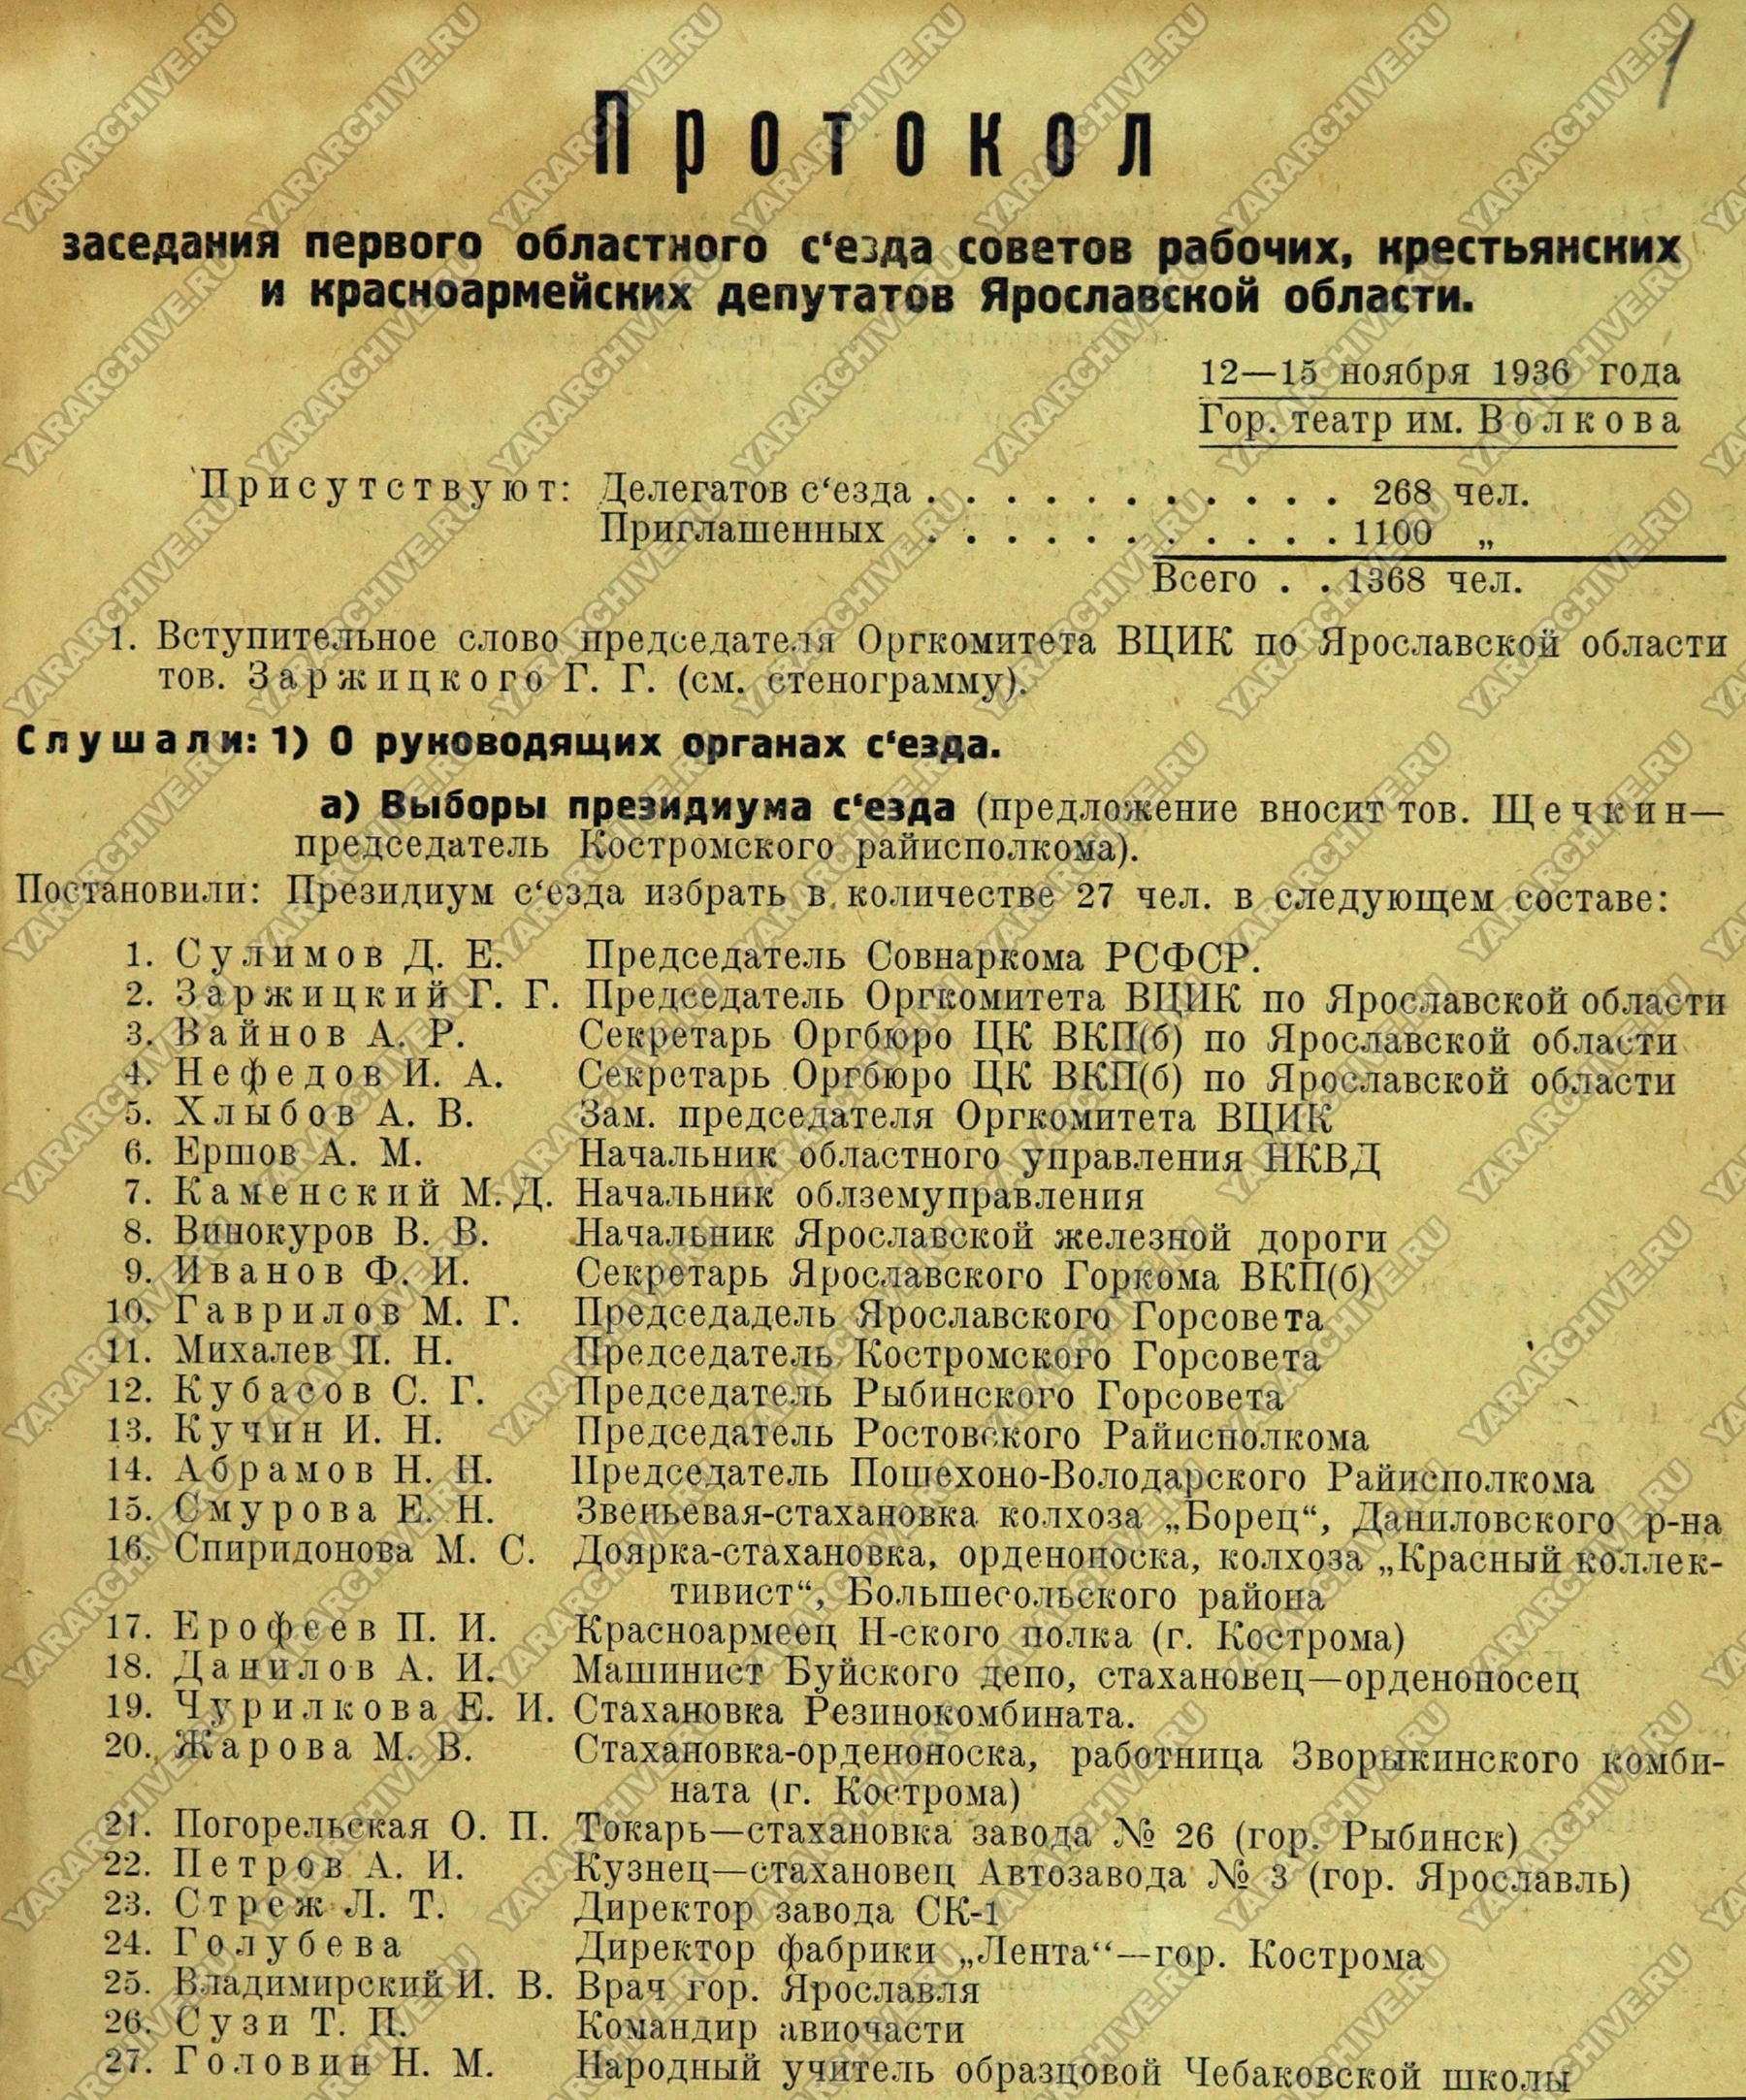 1
Протокол
заседания первого областного с‘езда советов рабочих, крестьянских
и красноармейских депутатов Ярославской области.
12—15 ноября 1936 года
Гор. театр им. Волкова
Присутствуют: Делегатов с‘езда . . . . . . . . . . . 268 чел.
Приглашенных . . . . . . . . . . . 1100 „
Всего . . 1368 чел.
1. Вступительное слово председателя Оргкомитета ВЦИК по Ярославской области
тов. Заржицкого Г. Г. (см. стенограмму).
Слушали: 1) О руководящих органах с‘езда.
а) Выборы президиума с‘езда (предложение вносит тов. Щечкин—
председатель Костромского райисполкома).
Постановили: Президиум с‘езда избрать в количестве 27 чел. в следующем составе:
1. Сулимов Д. Е. Председатель Совнаркома РСФСР.
2. Заржицкий Г. Г. Председатель Оргкомитета ВЦИК по Ярославской области
3. Вайнов А. Р. Секретарь Оргбюро ЦК ВКП(б) по Ярославской области
4. Нефедов И. А. Секретарь Оргбюро ЦК ВКП(б) по Ярославской области
5. Хлыбов А. В. Зам. председателя Оргкомитета ВЦИК
6. Ершов А. М. Начальник областного управления НКВД
7. Каменский М. Д. Начальник облземуправления
8. Винокуров В. В. Начальник Ярославской железной дороги
9. Иванов Ф. И. Секретарь Ярославского Горкома ВКП(б)
10. Гаврилов М. Г. Председадель Ярославского Горсовета
11. Михалев П. Н. Председатель Костромского Горсовета
12. Кубасов С. Г. Председатель Рыбинского Горсовета
13. Кучин И. Н. Председатель Ростовского Райисполкома
14. Абрамов Н. Н. Председатель Пошехоно-Володарского Райисполкома
15. Смурова Е. Н. Звеньевая-стахановка колхоза „Борец“, Даниловского р-на
16. Спиридонова М. С. Доярка-стахановка, орденоноска, колхоза „Красный коллек-
тивист“, Большесольского района
17. Ерофеев П. И. Красноармеец Н-ского полка (г. Кострома)
18. Данилов А. И. Машинист Буйского депо, стахановец—орденоносец
19. Чурилкова Е. И. Стахановка Резинокомбината.
20. Жарова М. В. Стахановка-орденоноска, работница Зворыкинского комби-
ната (г. Кострома)
21. Погорельская О. П. Токарь—стахановка завода № 26 (гор. Рыбинск)
22. Петров А. И. Кузнец—стахановец Автозавода № 3 (гор. Ярославль)
23. Стреж Л. Т. Директор завода СК-1
24. Голубева Директор фабрики „Лента“—гор. Кострома
25. Владимирский И. В. Врач гор. Ярославля
26. Сузи Т. П. Командир авиочасти
27. Головин Н. М. Народный учитель образцовой Чебаковской школы
YARARCHIVE.RU